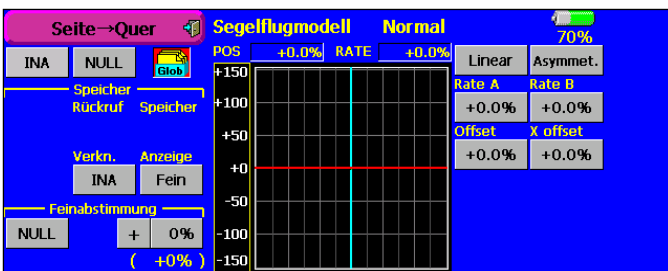 Seite→Quer
Segelflugmodell Normal
70%
POS +0.0% RATE +0.0%
INA NULL Glob
Linear Asymmet.
Speicher
Rückruf Speicher
Rate A Rate B
+0.0% +0.0%
Offset X offset
+0.0% +0.0%
Verkn. Anzeige
INA Fein
Feinabstimmung
NULL + 0%
( +0% )
+150
+100
+50
+0
-50
-100
-150